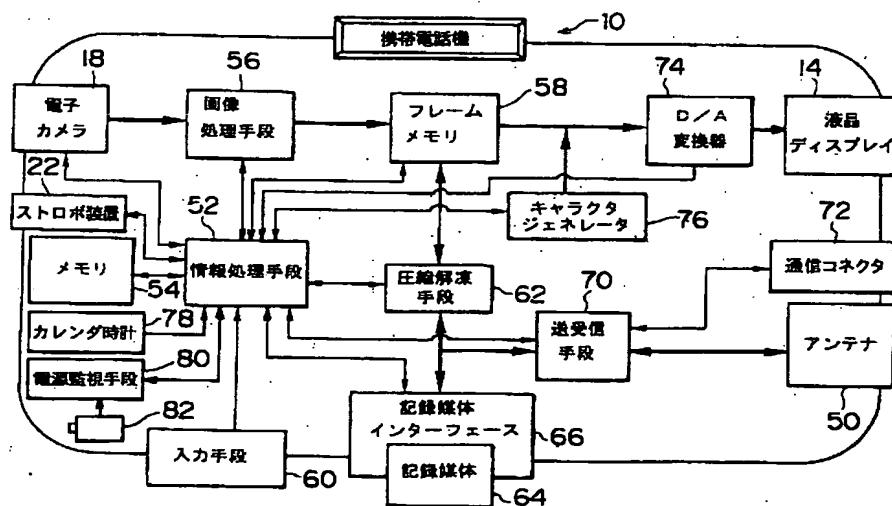 携帯電話機
10
18
電子
カメラ
56
画像
処理手段
58
フレーム
メモリ
74
D/A
変換器
14
液晶
ディスプレイ
22
ストロボ装置
52
情報処理手段
キャラクタ
ジェネレータ
76
72
通信コネクタ
メモリ
54
圧縮解凍
手段
62
70
送受信
手段
アンテナ
50
カレンダ時計
78
電源監視手段
80
82
入力手段
60
記録媒体
インターフェース
66
記録媒体
64